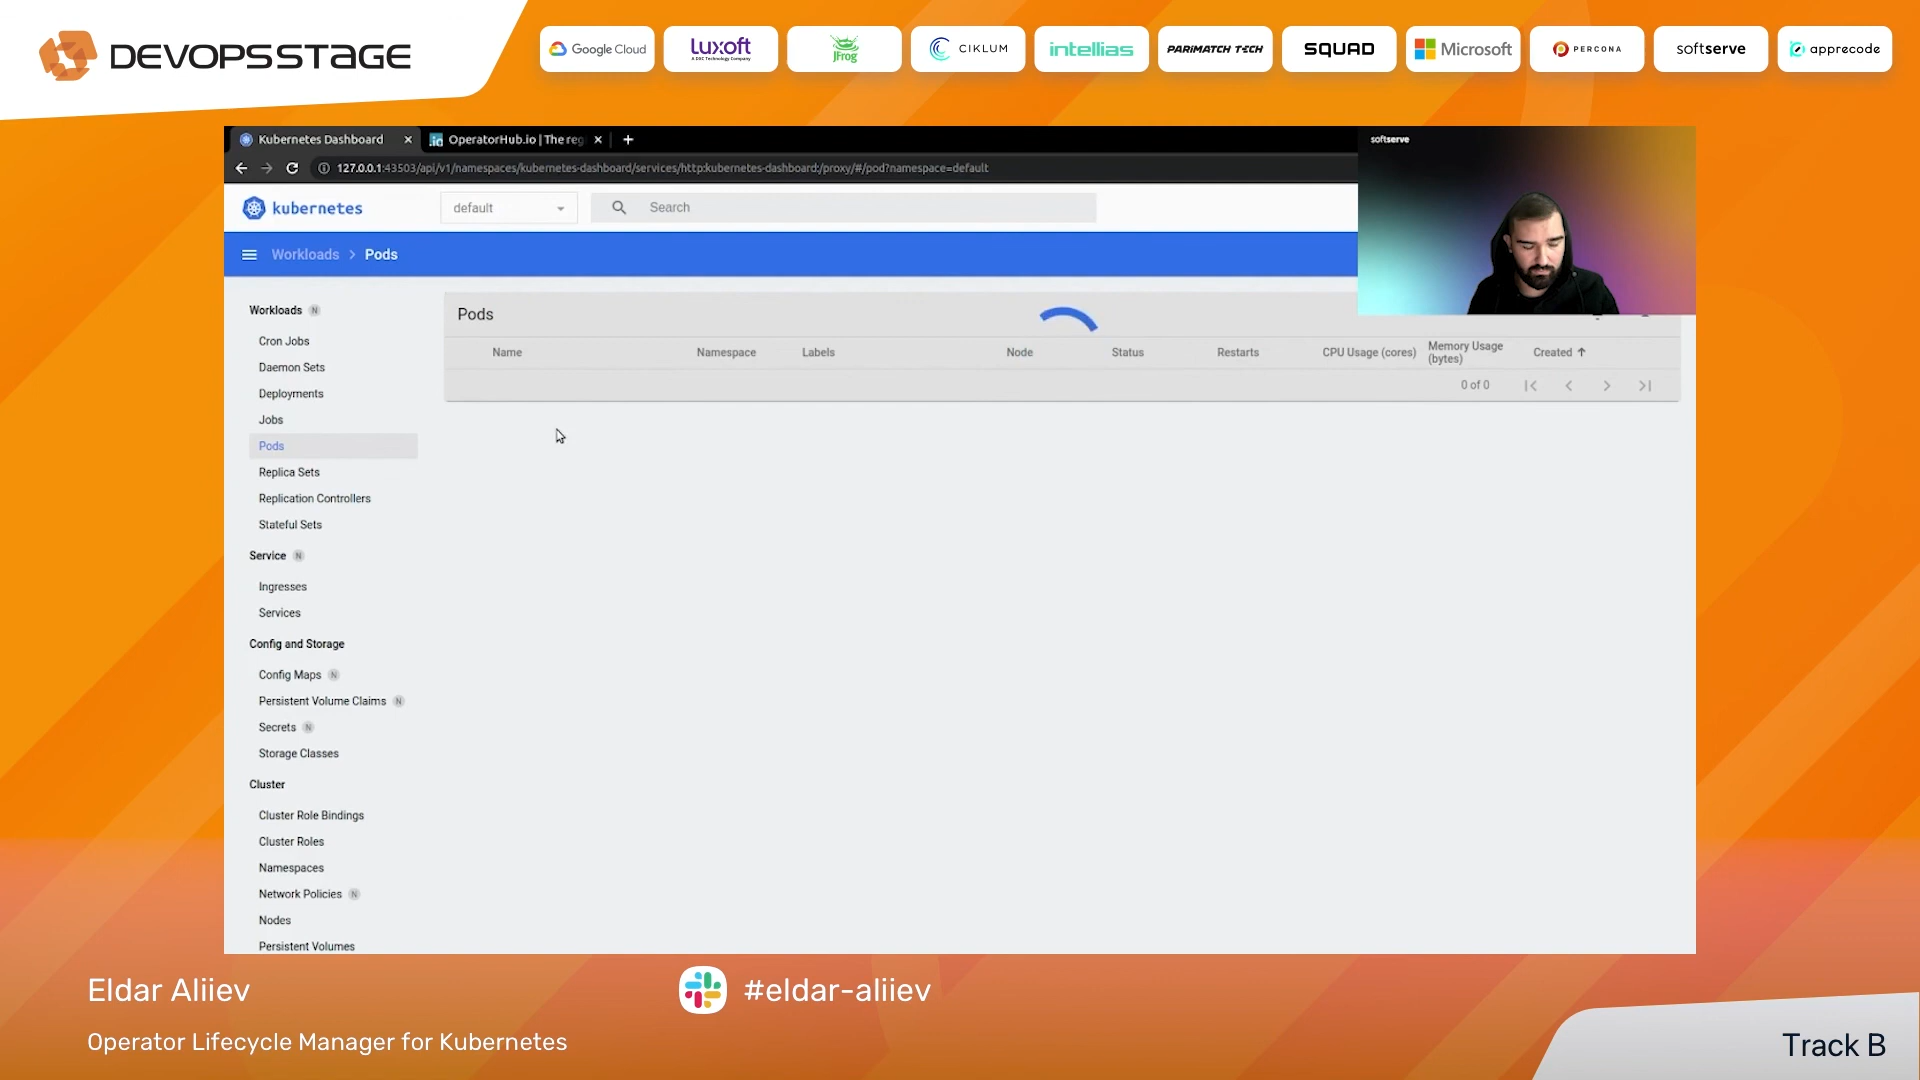 DEVOPSSTAGE
Google Cloud
Luxoft
A DXC Technology Company
JFrog
CIKLUM
intellias
PARIMATCH TECH
SQUAD
Microsoft
PERCONA
softserve
apprecode
Kubernetes Dashboard
OperatorHub.io | The reg
127.0.0.1:43503/api/v1/namespaces/kubernetes-dashboard/services/http:kubernetes-dashboard:/proxy/#/pod?namespace=default
softserve
kubernetes
default
Search
Workloads > Pods
Workloads N
Cron Jobs
Daemon Sets
Deployments
Jobs
Pods
Replica Sets
Replication Controllers
Stateful Sets
Service N
Ingresses
Services
Config and Storage
Config Maps N
Persistent Volume Claims N
Secrets N
Storage Classes
Cluster
Cluster Role Bindings
Cluster Roles
Namespaces
Network Policies N
Nodes
Persistent Volumes
Pods
Name Namespace Labels Node Status Restarts CPU Usage (cores) Memory Usage (bytes) Created
0 of 0
Eldar Aliiev
#eldar-aliiev
Operator Lifecycle Manager for Kubernetes
Track B